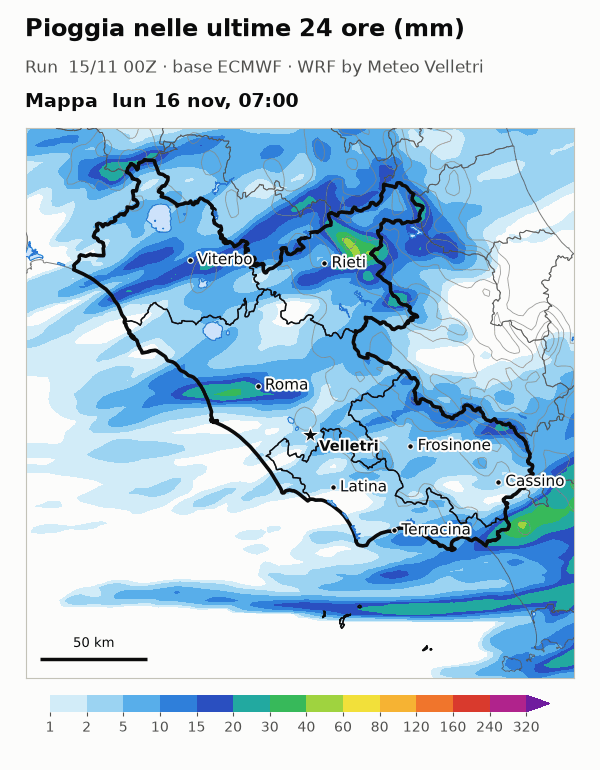 Pioggia nelle ultime 24 ore (mm)
Run  15/11 00Z · base ECMWF · WRF by Meteo Velletri
Mappa  lun 16 nov, 07:00
Viterbo
Rieti
Roma
Velletri
Frosinone
Latina
Cassino
Terracina
50 km
1 2 5 10 15 20 30 40 60 80 120 160 240 320